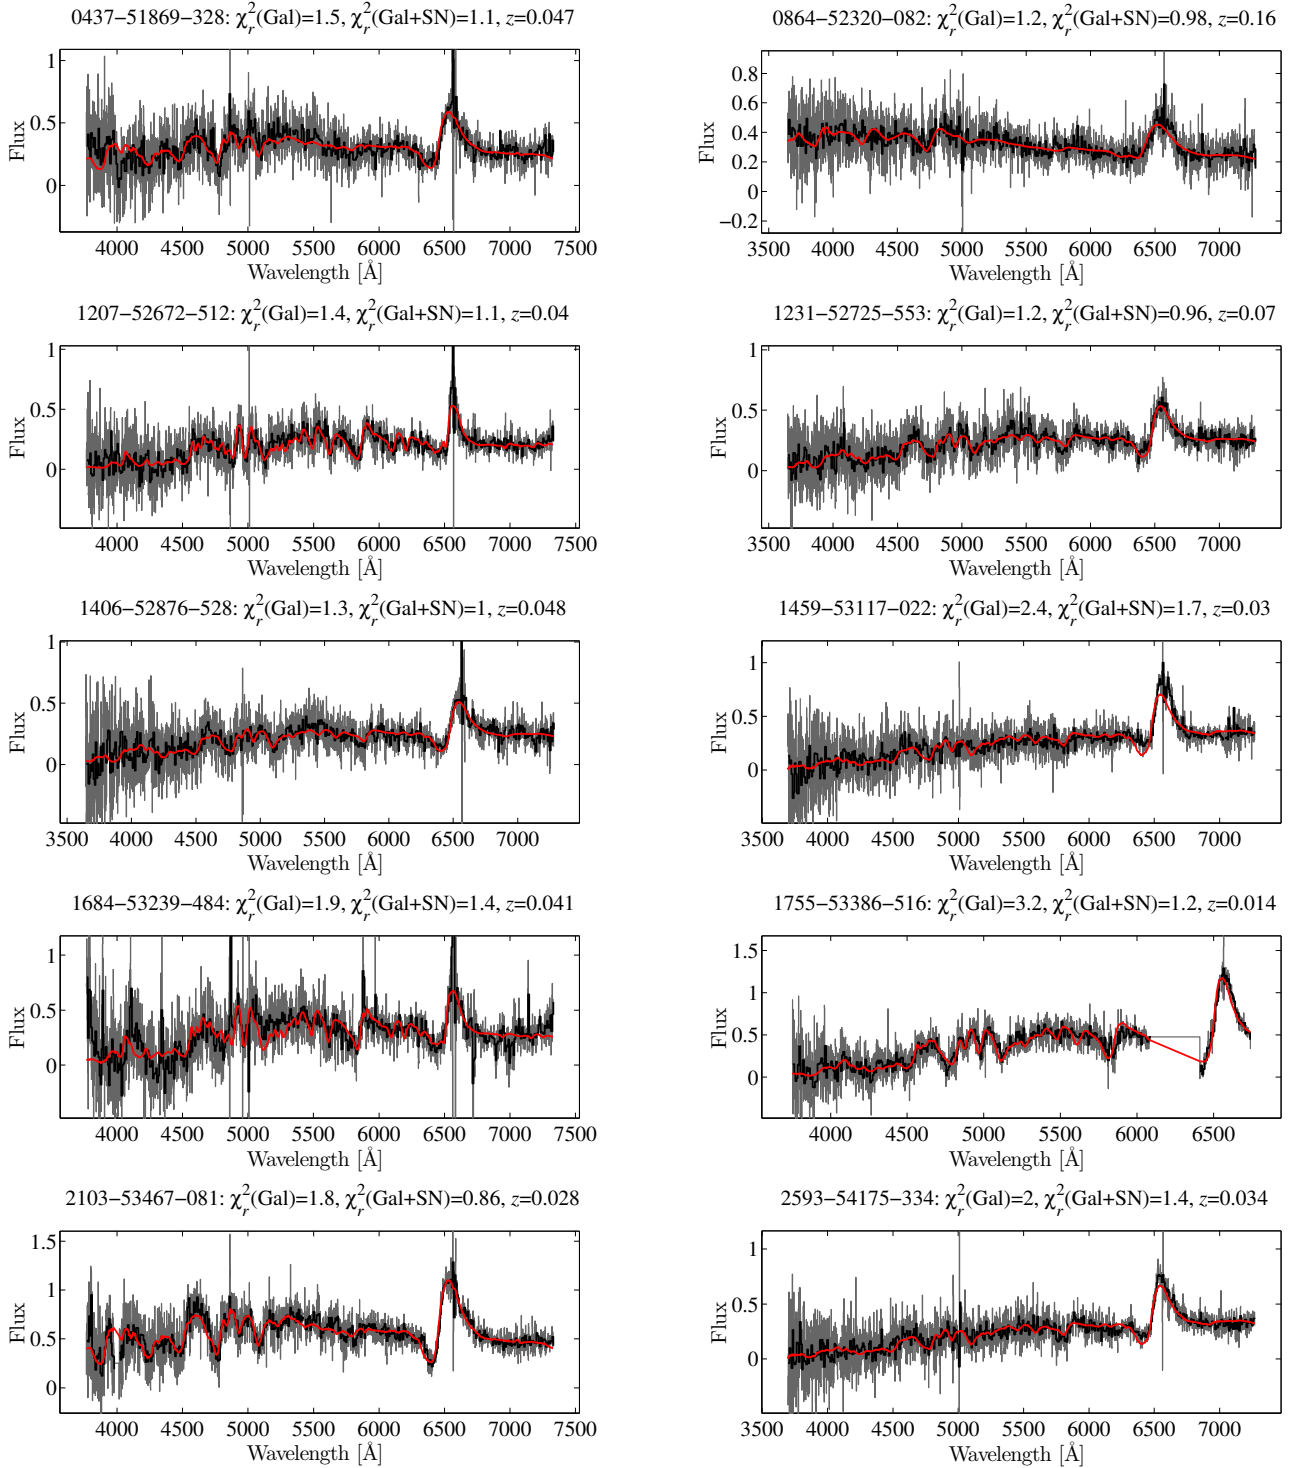 0437−51869−328: χ²ᵣ(Gal)=1.5, χ²ᵣ(Gal+SN)=1.1, z=0.047
1
0.5
0
Flux
4000 4500 5000 5500 6000 6500 7000 7500
Wavelength [Å]
0864−52320−082: χ²ᵣ(Gal)=1.2, χ²ᵣ(Gal+SN)=0.98, z=0.16
0.8
0.6
0.4
0.2
0
−0.2
Flux
3500 4000 4500 5000 5500 6000 6500 7000
Wavelength [Å]
1207−52672−512: χ²ᵣ(Gal)=1.4, χ²ᵣ(Gal+SN)=1.1, z=0.04
1
0.5
0
Flux
4000 4500 5000 5500 6000 6500 7000 7500
Wavelength [Å]
1231−52725−553: χ²ᵣ(Gal)=1.2, χ²ᵣ(Gal+SN)=0.96, z=0.07
1
0.5
0
Flux
3500 4000 4500 5000 5500 6000 6500 7000
Wavelength [Å]
1406−52876−528: χ²ᵣ(Gal)=1.3, χ²ᵣ(Gal+SN)=1, z=0.048
1
0.5
0
Flux
3500 4000 4500 5000 5500 6000 6500 7000
Wavelength [Å]
1459−53117−022: χ²ᵣ(Gal)=2.4, χ²ᵣ(Gal+SN)=1.7, z=0.03
1
0.5
0
Flux
3500 4000 4500 5000 5500 6000 6500 7000
Wavelength [Å]
1684−53239−484: χ²ᵣ(Gal)=1.9, χ²ᵣ(Gal+SN)=1.4, z=0.041
1
0.5
0
Flux
4000 4500 5000 5500 6000 6500 7000 7500
Wavelength [Å]
1755−53386−516: χ²ᵣ(Gal)=3.2, χ²ᵣ(Gal+SN)=1.2, z=0.014
1.5
1
0.5
0
Flux
4000 4500 5000 5500 6000 6500
Wavelength [Å]
2103−53467−081: χ²ᵣ(Gal)=1.8, χ²ᵣ(Gal+SN)=0.86, z=0.028
1.5
1
0.5
0
Flux
4000 4500 5000 5500 6000 6500 7000 7500
Wavelength [Å]
2593−54175−334: χ²ᵣ(Gal)=2, χ²ᵣ(Gal+SN)=1.4, z=0.034
1
0.5
0
Flux
3500 4000 4500 5000 5500 6000 6500 7000
Wavelength [Å]